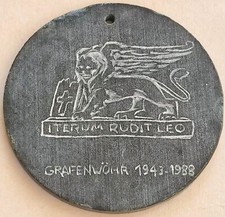 ITERUM RUDIT LEO
GRAFENWÖHR 1943-1988